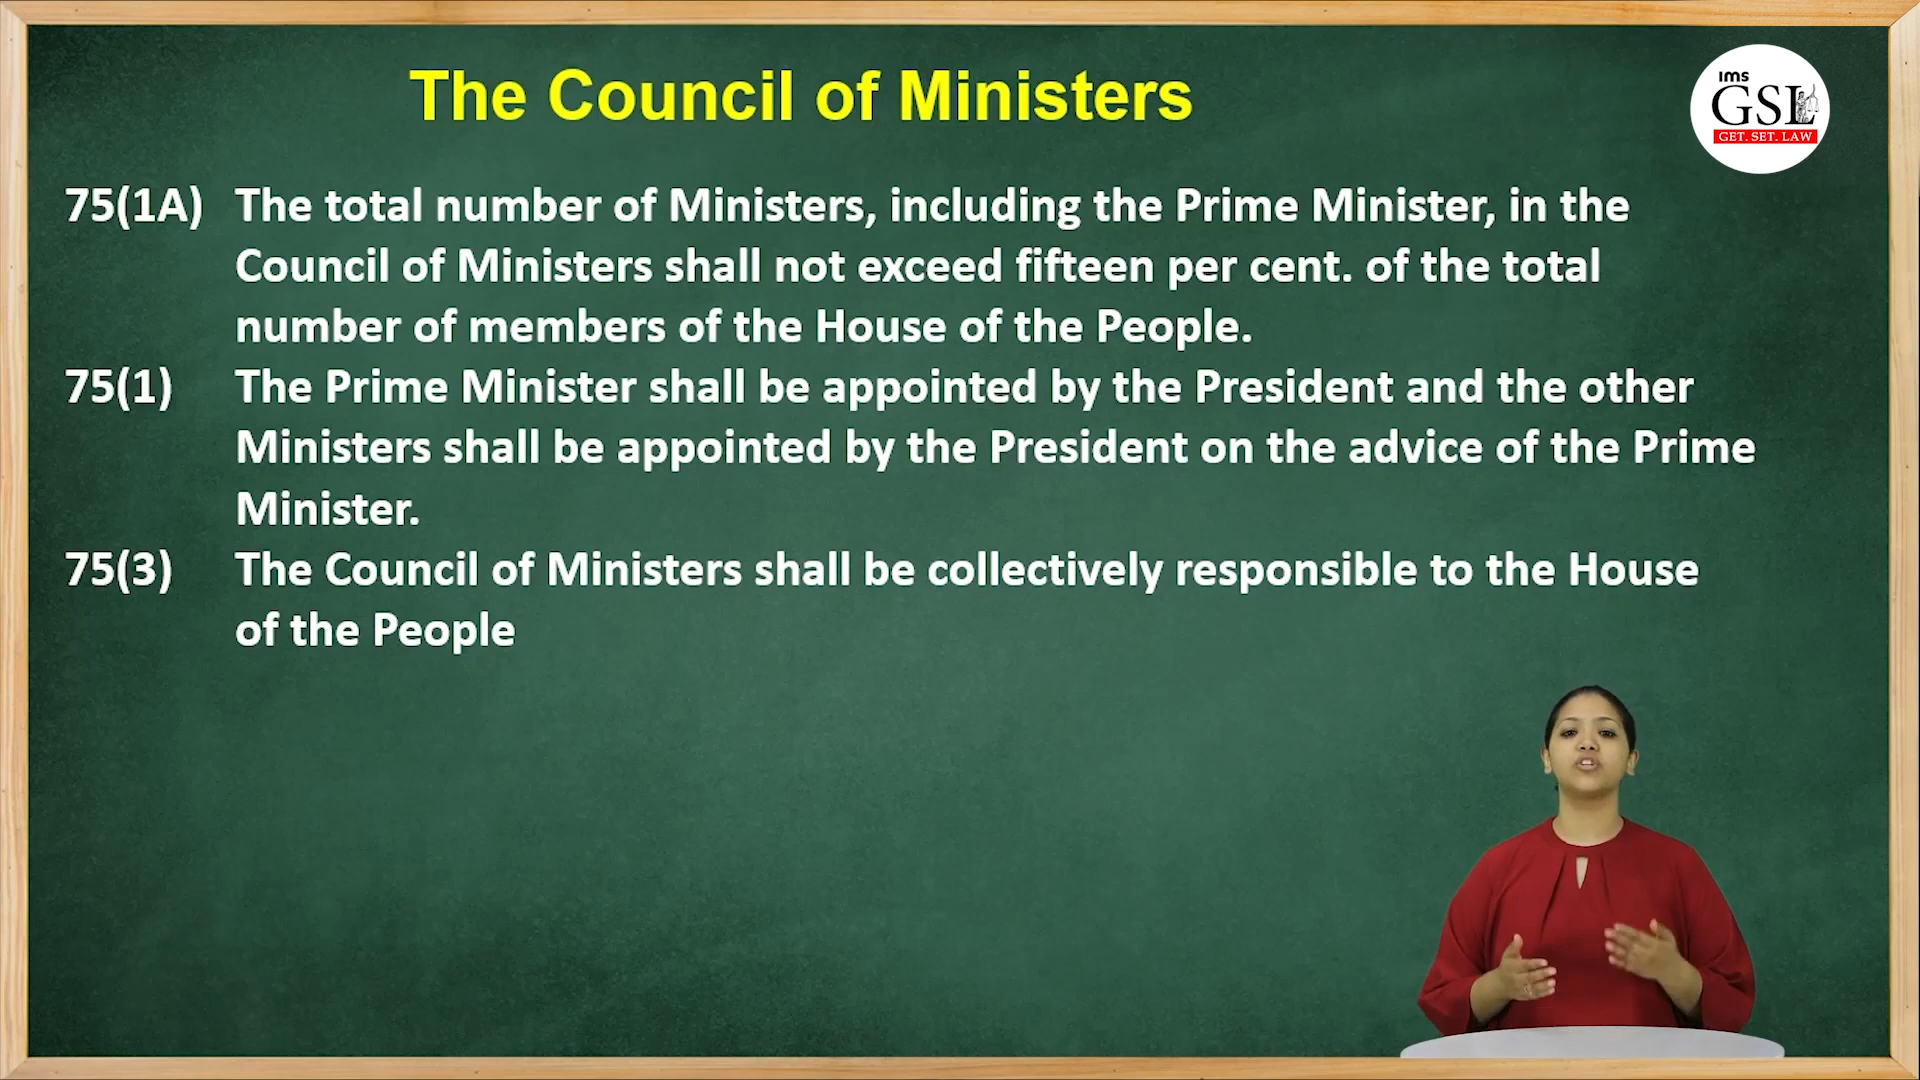 The Council of Ministers
ims
GSL
GET. SET. LAW
75(1A) The total number of Ministers, including the Prime Minister, in the
Council of Ministers shall not exceed fifteen per cent. of the total
number of members of the House of the People.
75(1) The Prime Minister shall be appointed by the President and the other
Ministers shall be appointed by the President on the advice of the Prime
Minister.
75(3) The Council of Ministers shall be collectively responsible to the House
of the People